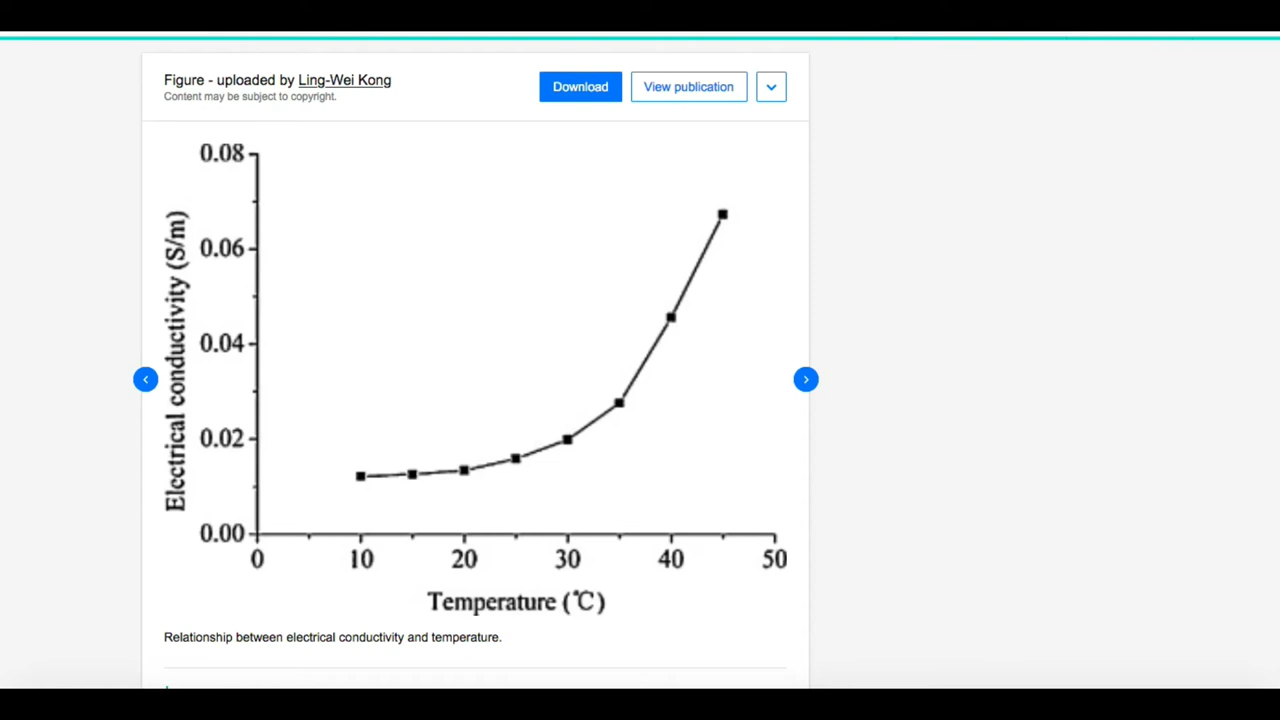 Figure - uploaded by Ling-Wei Kong
Content may be subject to copyright.
Download
View publication
0.08
0.06
0.04
0.02
0.00
Electrical conductivity (S/m)
0 10 20 30 40 50
Temperature (℃)
Relationship between electrical conductivity and temperature.